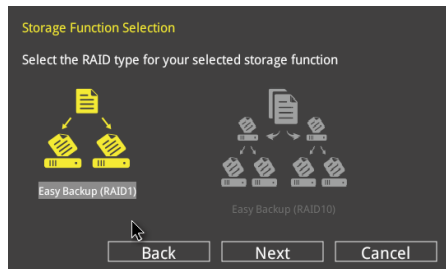 Storage Function Selection
Select the RAID type for your selected storage function
Easy Backup (RAID1)
Easy Backup (RAID10)
Back Next Cancel